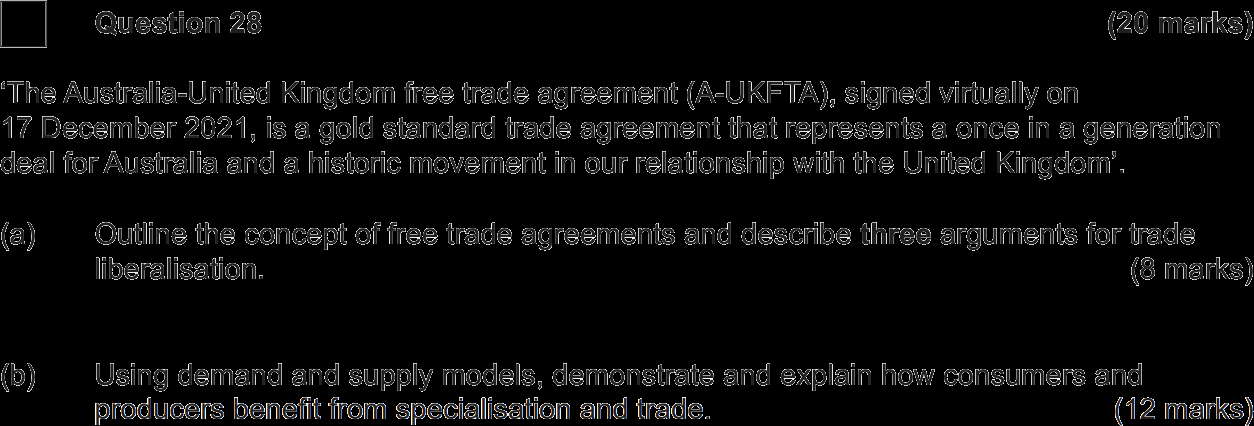 Question 28 (20 marks)
‘The Australia-United Kingdom free trade agreement (A-UKFTA), signed virtually on
17 December 2021, is a gold standard trade agreement that represents a once in a generation
deal for Australia and a historic movement in our relationship with the United Kingdom’.
(a) Outline the concept of free trade agreements and describe three arguments for trade
liberalisation. (8 marks)
(b) Using demand and supply models, demonstrate and explain how consumers and
producers benefit from specialisation and trade. (12 marks)